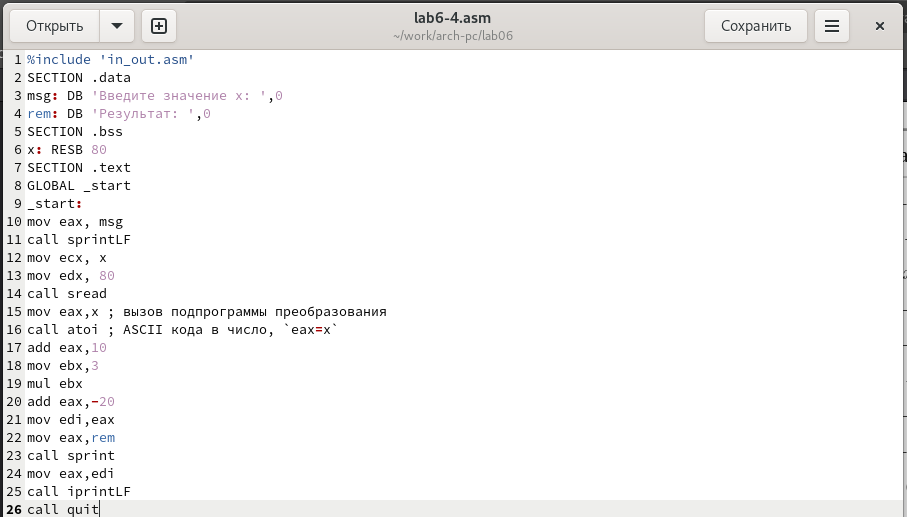 Открыть
lab6-4.asm
~/work/arch-pc/lab06
Сохранить
1 %include 'in_out.asm'
2 SECTION .data
3 msg: DB 'Введите значение x: ',0
4 rem: DB 'Результат: ',0
5 SECTION .bss
6 x: RESB 80
7 SECTION .text
8 GLOBAL _start
9 _start:
10 mov eax, msg
11 call sprintLF
12 mov ecx, x
13 mov edx, 80
14 call sread
15 mov eax,x ; вызов подпрограммы преобразования
16 call atoi ; ASCII кода в число, `eax=x`
17 add eax,10
18 mov ebx,3
19 mul ebx
20 add eax,-20
21 mov edi,eax
22 mov eax,rem
23 call sprint
24 mov eax,edi
25 call iprintLF
26 call quit